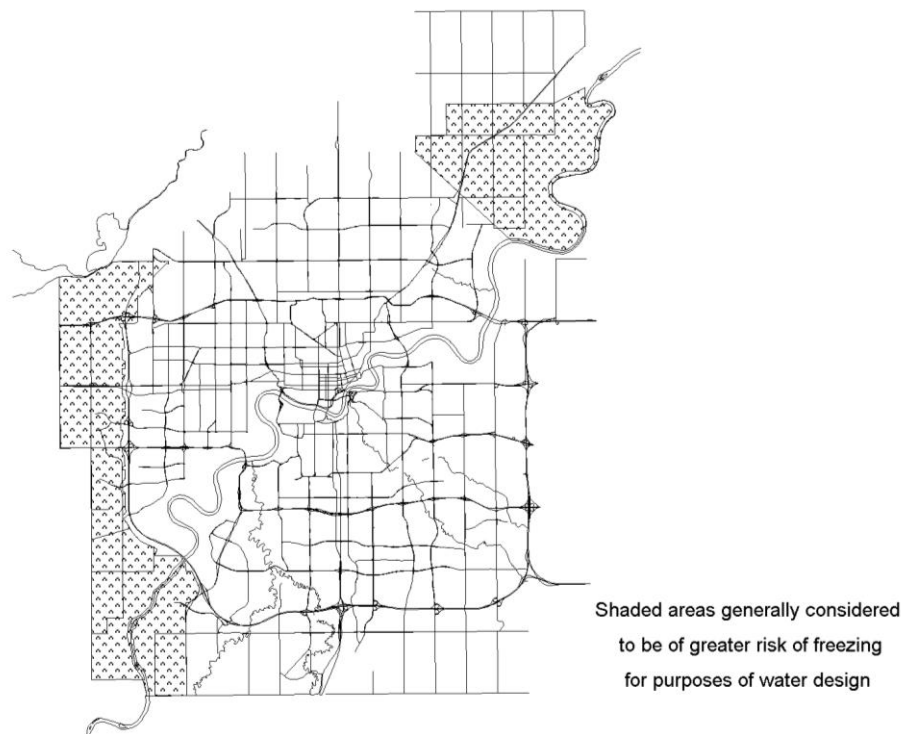 Shaded areas generally considered
to be of greater risk of freezing
for purposes of water design